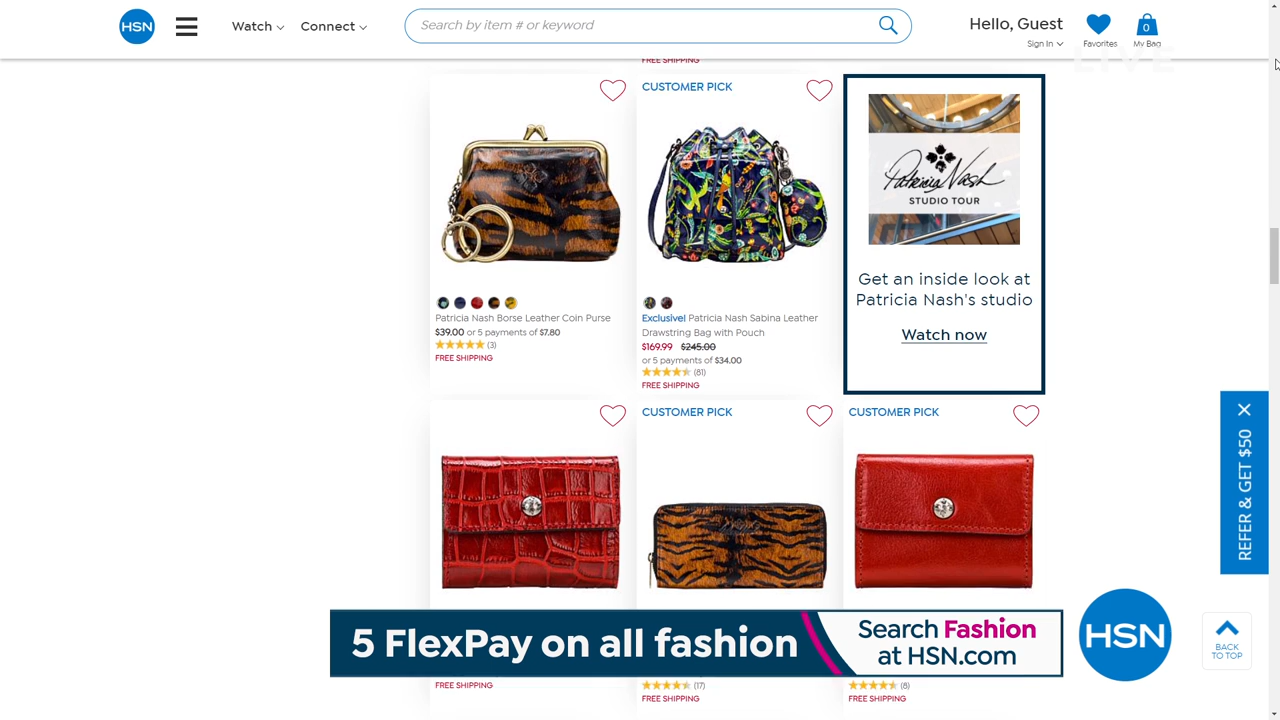 HSN
Watch
Connect
Search by item # or keyword
Hello, Guest
Sign In
Favorites
0
My Bag
LIVE
FREE SHIPPING
CUSTOMER PICK
Patricia Nash
STUDIO TOUR
Get an inside look at
Patricia Nash's studio
Watch now
Patricia Nash Borse Leather Coin Purse
$39.00 or 5 payments of $7.80
(3)
FREE SHIPPING
Exclusive! Patricia Nash Sabina Leather
Drawstring Bag with Pouch
$169.99 $245.00
or 5 payments of $34.00
(81)
FREE SHIPPING
CUSTOMER PICK
CUSTOMER PICK
REFER & GET $50
5 FlexPay on all fashion
Search Fashion
at HSN.com
HSN
BACK
TO TOP
FREE SHIPPING
(17)
FREE SHIPPING
(8)
FREE SHIPPING